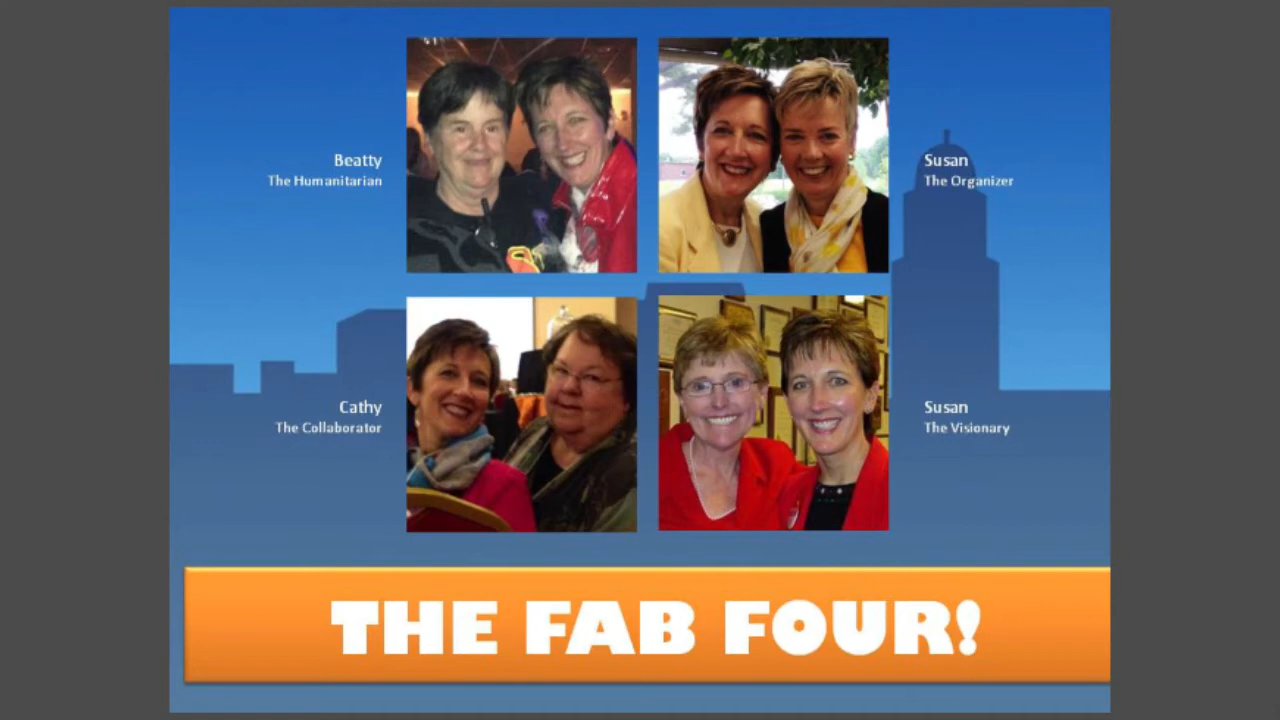 Beatty
The Humanitarian
Susan
The Organizer
Cathy
The Collaborator
Susan
The Visionary
THE FAB FOUR!